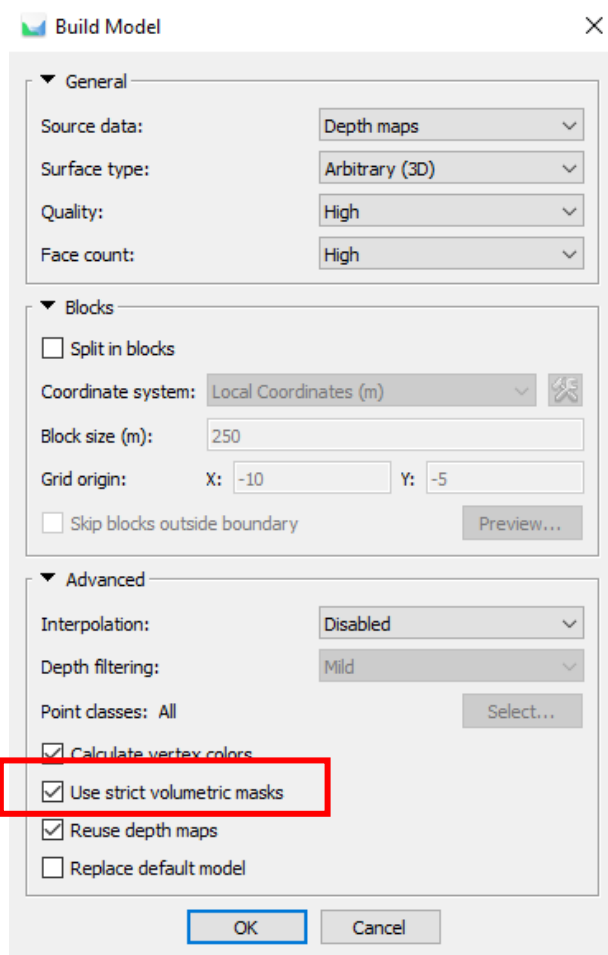 Build Model
General
Source data: Depth maps
Surface type: Arbitrary (3D)
Quality: High
Face count: High
Blocks
Split in blocks
Coordinate system: Local Coordinates (m)
Block size (m): 250
Grid origin: X: -10 Y: -5
Skip blocks outside boundary Preview...
Advanced
Interpolation: Disabled
Depth filtering: Mild
Point classes: All Select...
Calculate vertex colors
Use strict volumetric masks
Reuse depth maps
Replace default model
OK Cancel